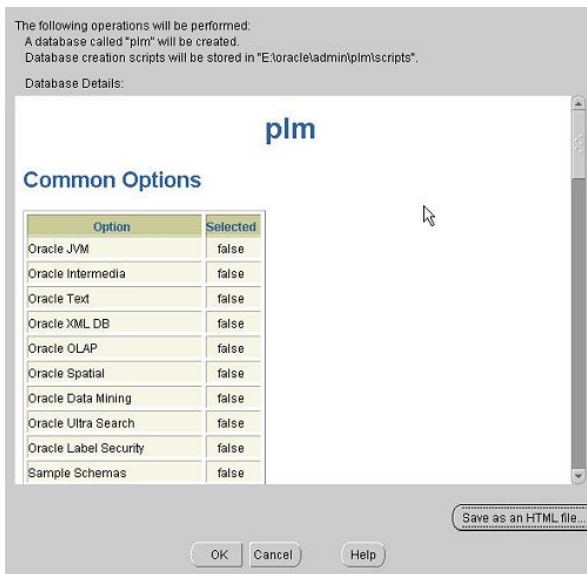 The following operations will be performed:
A database called "plm" will be created.
Database creation scripts will be stored in "E:\oracle\admin\plm\scripts".
Database Details:
plm
Common Options
Option Selected
Oracle JVM false
Oracle Intermedia false
Oracle Text false
Oracle XML DB false
Oracle OLAP false
Oracle Spatial false
Oracle Data Mining false
Oracle Ultra Search false
Oracle Label Security false
Sample Schemas false
Save as an HTML file...
OK Cancel Help